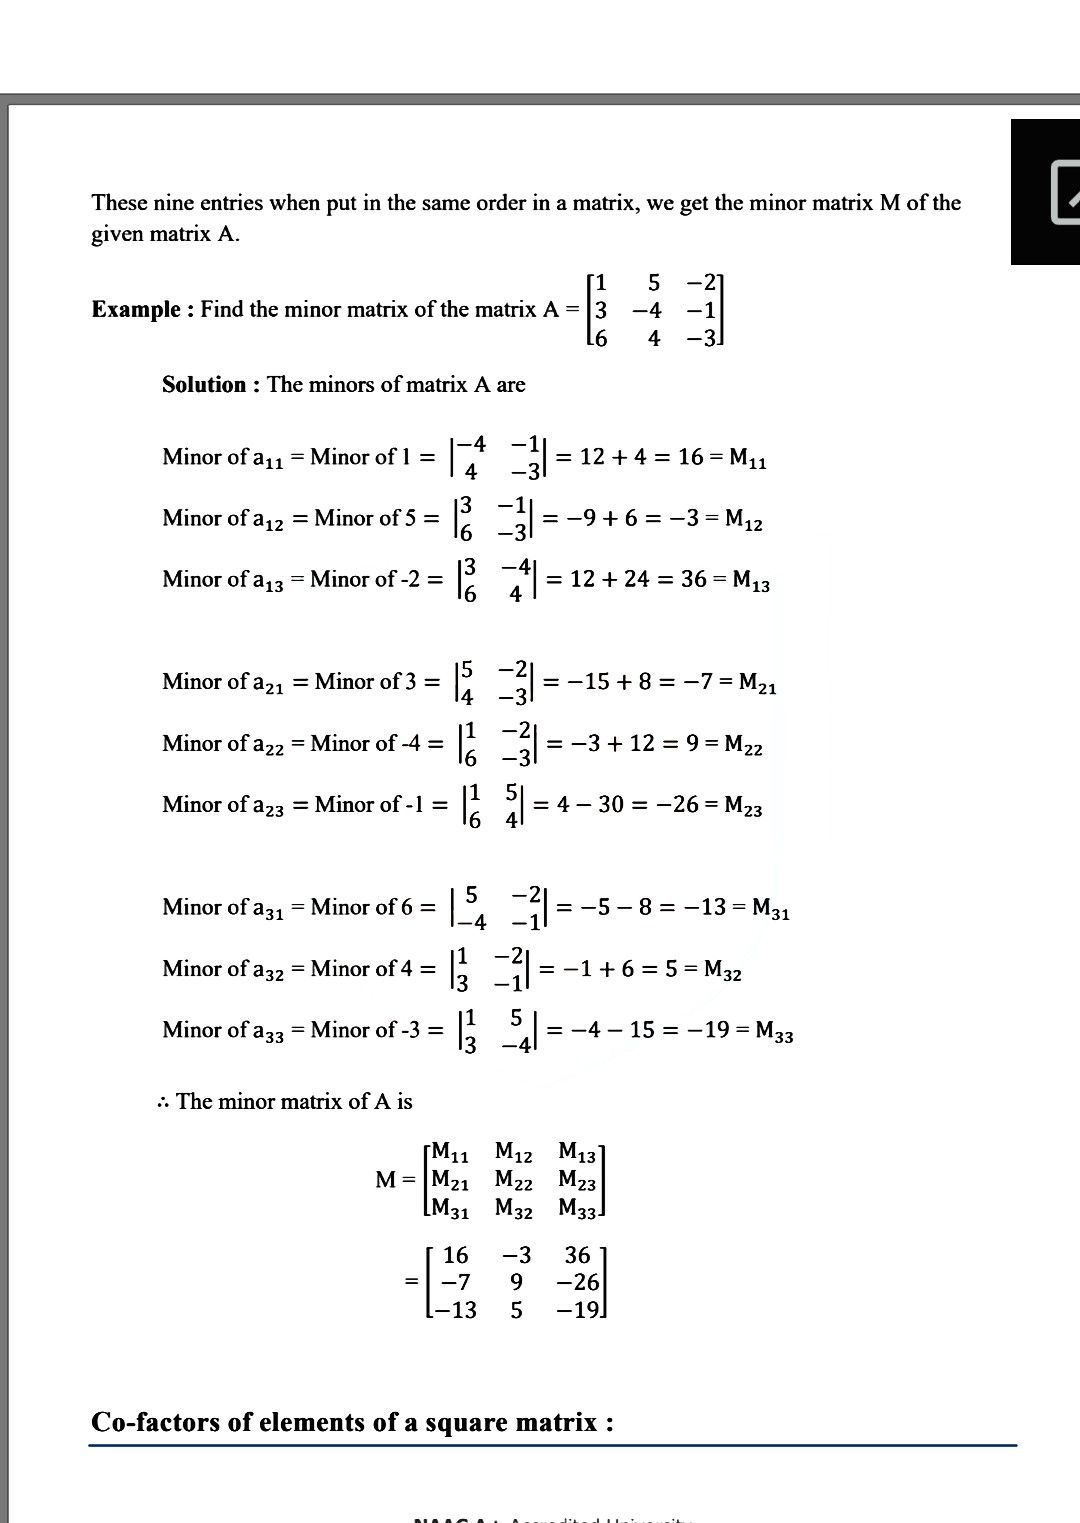 These nine entries when put in the same order in a matrix, we get the minor matrix M of the
given matrix A.
Example : Find the minor matrix of the matrix A = [1 5 −2; 3 −4 −1; 6 4 −3]
Solution : The minors of matrix A are
Minor of a₁₁ = Minor of 1 = |−4 −1; 4 −3| = 12 + 4 = 16 = M₁₁
Minor of a₁₂ = Minor of 5 = |3 −1; 6 −3| = −9 + 6 = −3 = M₁₂
Minor of a₁₃ = Minor of -2 = |3 −4; 6 4| = 12 + 24 = 36 = M₁₃
Minor of a₂₁ = Minor of 3 = |5 −2; 4 −3| = −15 + 8 = −7 = M₂₁
Minor of a₂₂ = Minor of -4 = |1 −2; 6 −3| = −3 + 12 = 9 = M₂₂
Minor of a₂₃ = Minor of -1 = |1 5; 6 4| = 4 − 30 = −26 = M₂₃
Minor of a₃₁ = Minor of 6 = |5 −2; −4 −1| = −5 − 8 = −13 = M₃₁
Minor of a₃₂ = Minor of 4 = |1 −2; 3 −1| = −1 + 6 = 5 = M₃₂
Minor of a₃₃ = Minor of -3 = |1 5; 3 −4| = −4 − 15 = −19 = M₃₃
∴ The minor matrix of A is
M = [M₁₁ M₁₂ M₁₃; M₂₁ M₂₂ M₂₃; M₃₁ M₃₂ M₃₃]
= [16 −3 36; −7 9 −26; −13 5 −19]
Co-factors of elements of a square matrix :